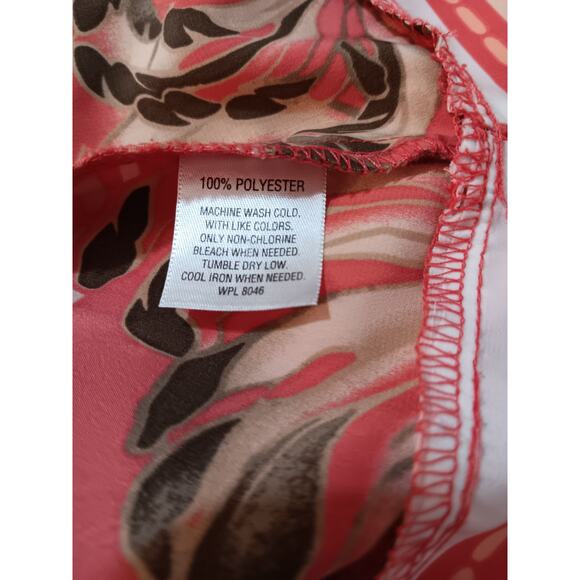 100% POLYESTER
MACHINE WASH COLD,
WITH LIKE COLORS.
ONLY NON-CHLORINE
BLEACH WHEN NEEDED.
TUMBLE DRY LOW.
COOL IRON WHEN NEEDED.
WPL 8046